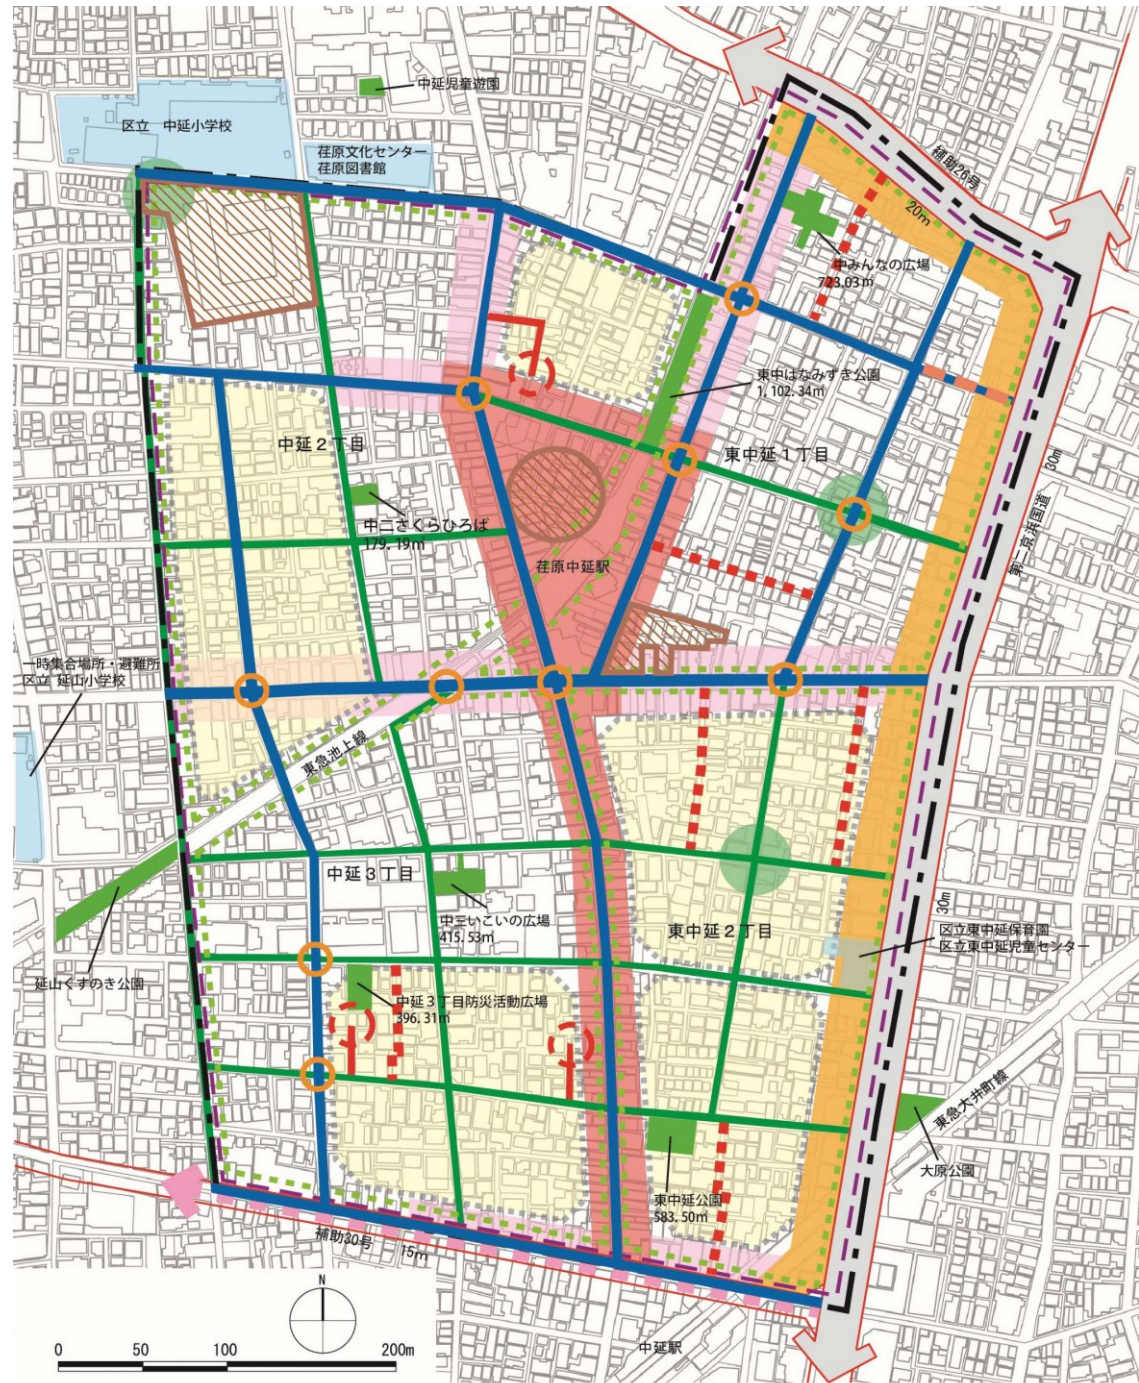 中延児童遊園
区立 中延小学校
荏原文化センター
荏原図書館
補助26号
20m
中みんなの広場
723.03㎡
東中はなみずき公園
1,102.34㎡
中延２丁目
東中延１丁目
30m
第二京浜国道
中二さくらひろば
179.19㎡
荏原中延駅
一時集合場所・避難所
区立 延山小学校
東急池上線
中延３丁目
中三いこいの広場
415.53㎡
東中延２丁目
30m
区立東中延保育園
区立東中延児童センター
延山くすのき公園
中延３丁目防災活動広場
396.31㎡
東急大井町線
大原公園
東中延公園
583.50㎡
補助30号
15m
N
0 50 100 200m
中延駅